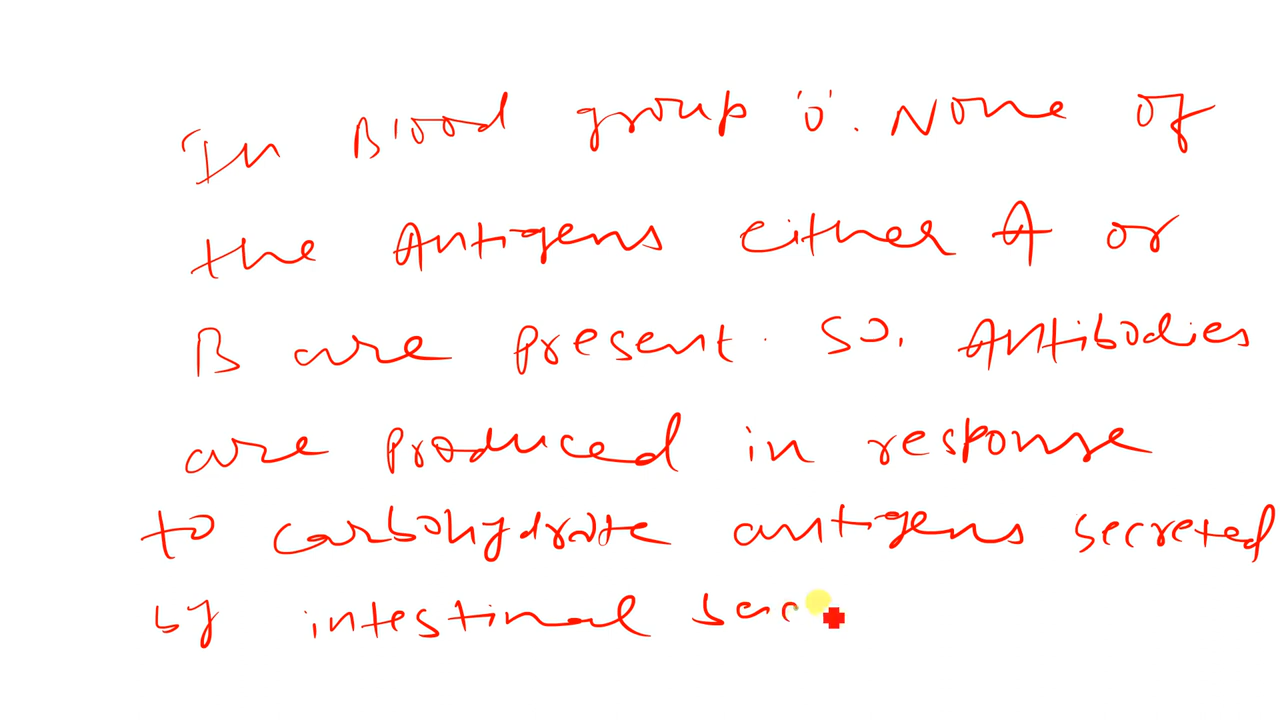 In Blood group 'O'. None of
the Antigens either A or
B are present. So, Antibodies
are produced in response
to carbohydrate antigens secreted
by intestinal bac